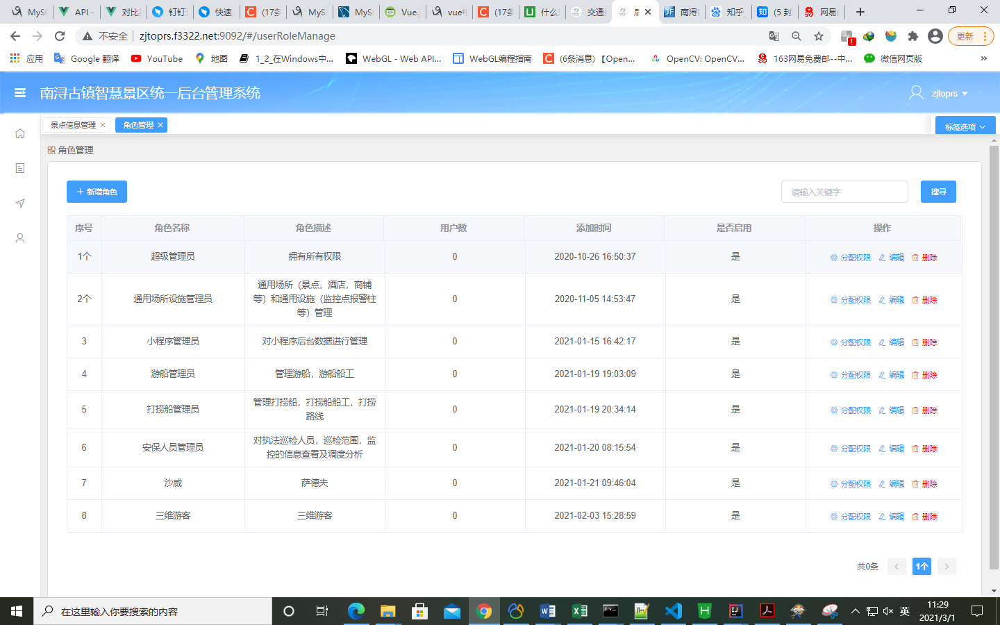 MyS
API -
对比
钉钉
快速
(17条
MyS
MyS
Vue.j
vue中
(17条
什么
交通
后
南浔
知乎
(5 封
网易
不安全
zjtoprs.f3322.net:9092/#/userRoleManage
更新
应用
Google 翻译
YouTube
地图
1_2_在Windows中...
WebGL - Web API...
WebGL编程指南
(6条消息) 【Open...
OpenCV: OpenCV...
163网易免费邮--中...
微信网页版
»
南浔古镇智慧景区统一后台管理系统
zjtoprs
景点信息管理
角色管理
标签选项
角色管理
新增角色
请输入关键字
搜寻
序号 角色名称 角色描述 用户数 添加时间 是否启用 操作
1个 超级管理员 拥有所有权限 0 2020-10-26 16:50:37 是 分配权限 编辑 删除
2个 通用场所设施管理员 通用场所（景点，酒店，商铺
等）和通用设施（监控点报警柱
等）管理 0 2020-11-05 14:53:47 是 分配权限 编辑 删除
3 小程序管理员 对小程序后台数据进行管理 0 2021-01-15 16:42:17 是 分配权限 编辑 删除
4 游船管理员 管理游船，游船船工 0 2021-01-19 19:03:09 是 分配权限 编辑 删除
5 打捞船管理员 管理打捞船，打捞船船工，打捞
路线 0 2021-01-19 20:34:14 是 分配权限 编辑 删除
6 安保人员管理员 对执法巡检人员，巡检范围，监
控的信息查看及调度分析 0 2021-01-20 08:15:54 是 分配权限 编辑 删除
7 沙威 萨德夫 0 2021-01-21 09:46:04 是 分配权限 编辑 删除
8 三维游客 三维游客 0 2021-02-03 15:28:59 是 分配权限 编辑 删除
共0条
1个
在这里输入你要搜索的内容
英
11:29
2021/3/1